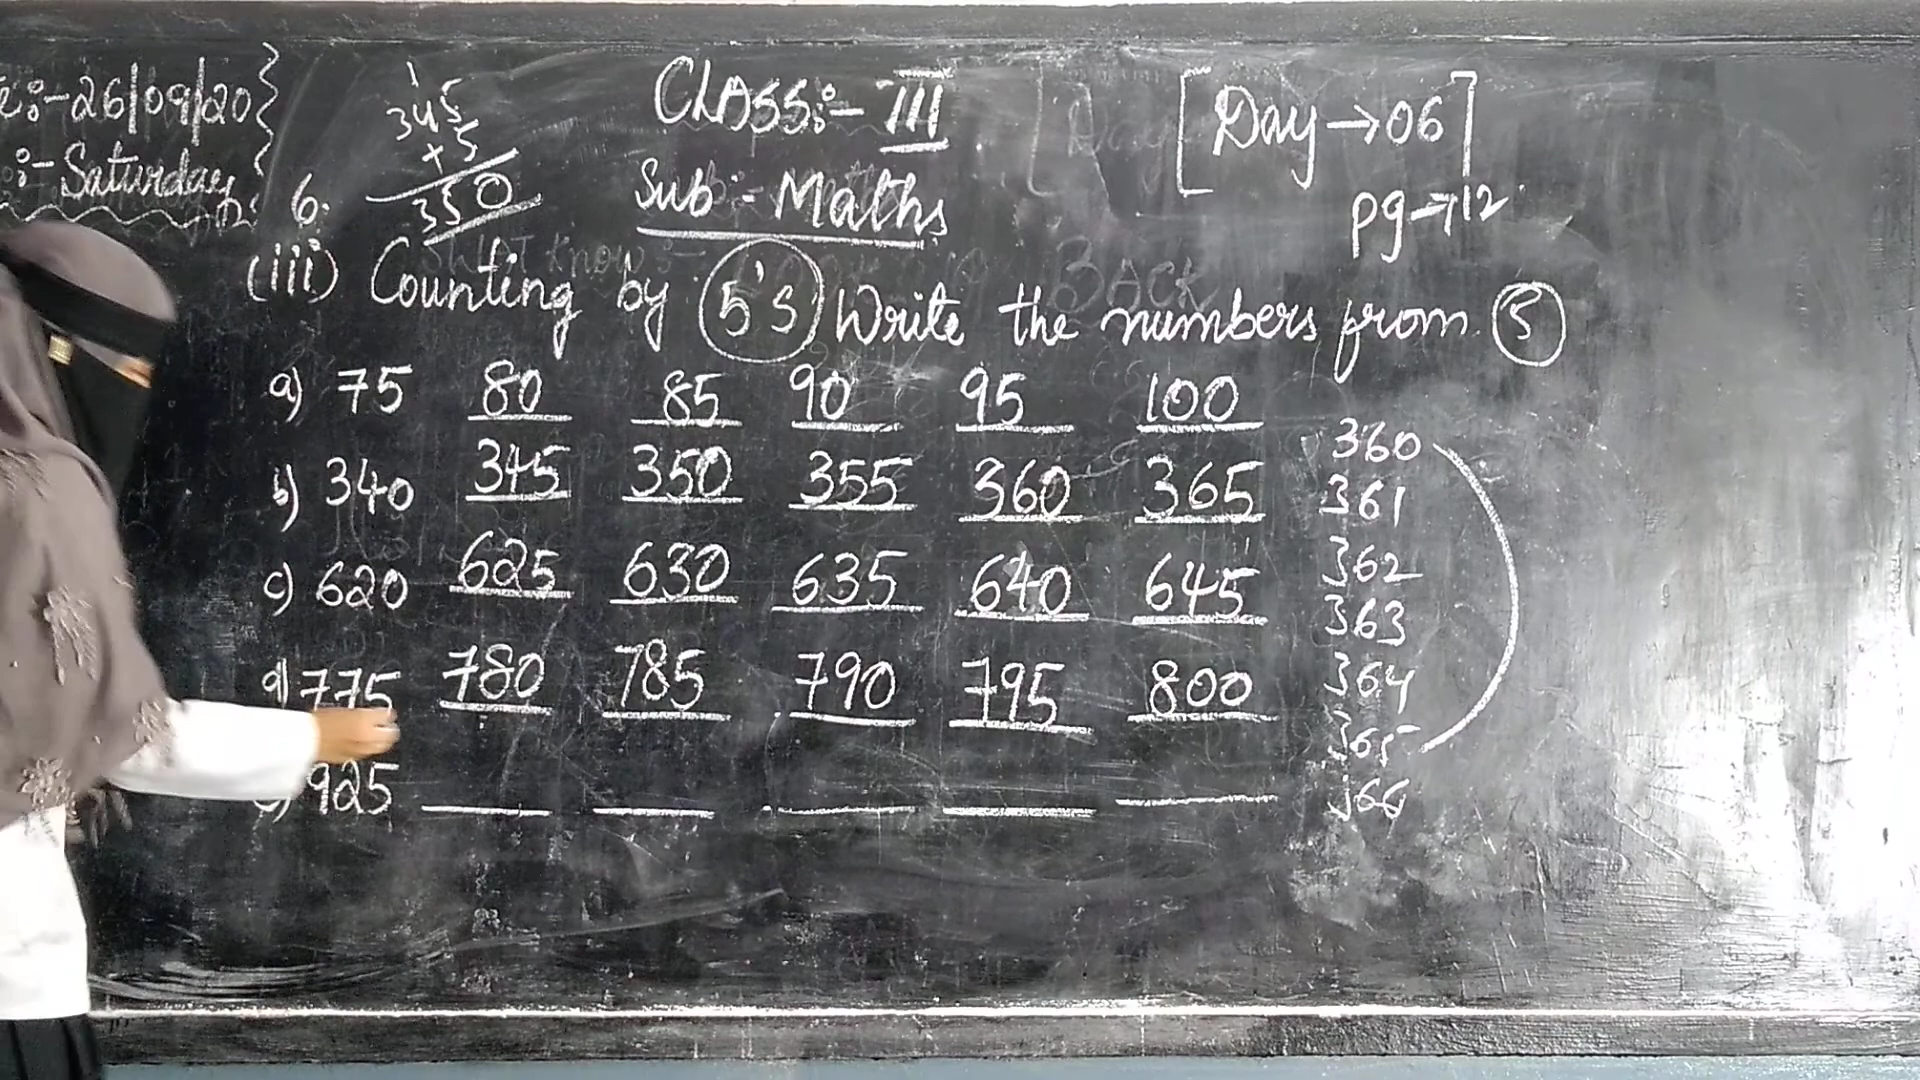 :-26/09/20
:-Saturday
1
345
+5
350
CLASS:- III
Sub:- Maths
[Day→06]
pg→12
6.
(iii) Counting by 5's Write the numbers from 5
a) 75 80 85 90 95 100
b) 340 345 350 355 360 365
c) 620 625 630 635 640 645
d) 775 780 785 790 795 800
925
360
361
362
363
364
365
366